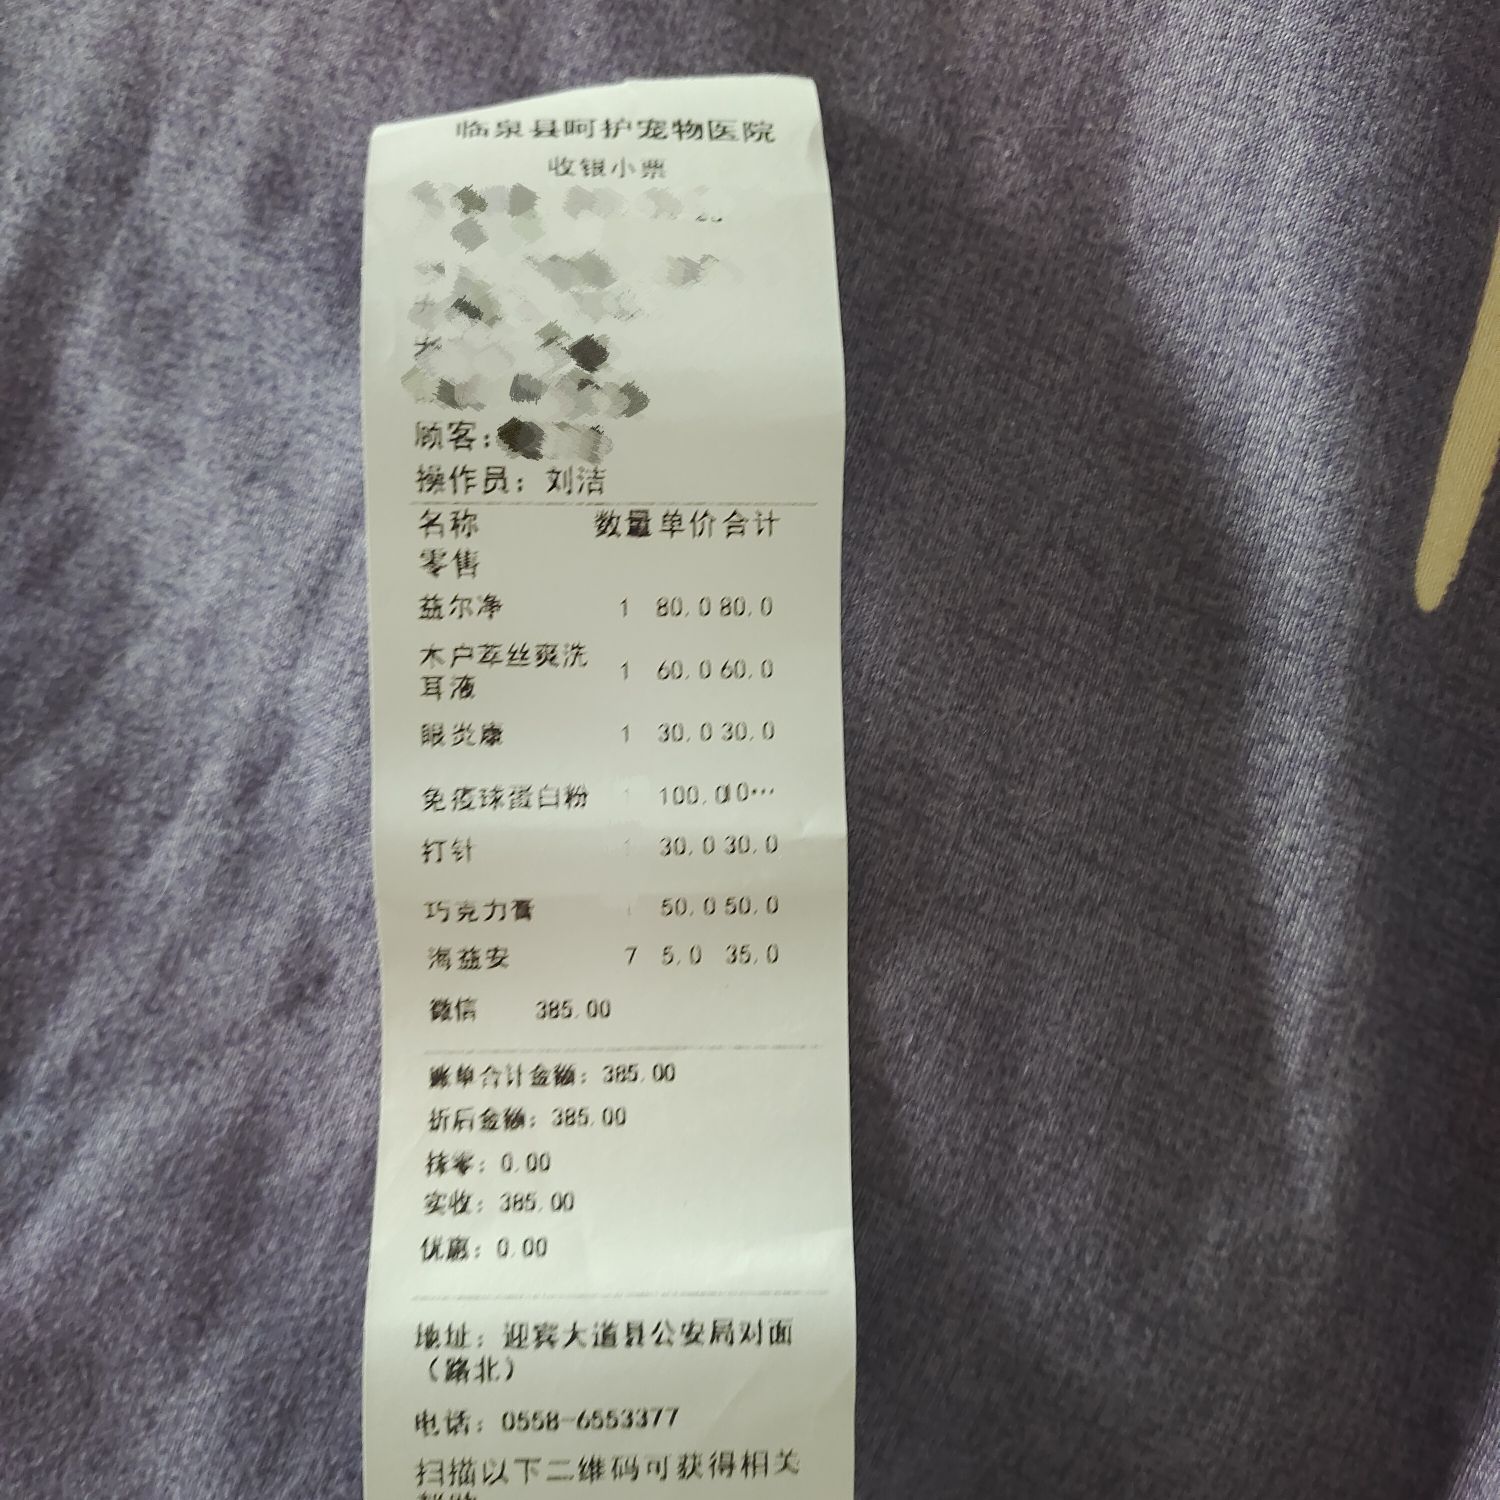 临泉县呵护宠物医院
收银小票
顾客：
操作员：刘洁
名称 数量 单价 合计
零售
益尔净 1 80.0 80.0
木户萃丝爽洗 1 60.0 60.0
耳液
眼炎康 1 30.0 30.0
免疫球蛋白粉 1 100.0 10…
打针 1 30.0 30.0
巧克力膏 1 50.0 50.0
海益安 7 5.0 35.0
微信 385.00
账单合计金额：385.00
折后金额：385.00
抹零：0.00
实收：385.00
优惠：0.00
地址：迎宾大道县公安局对面
（路北）
电话：0558-6553377
扫描以下二维码可获得相关